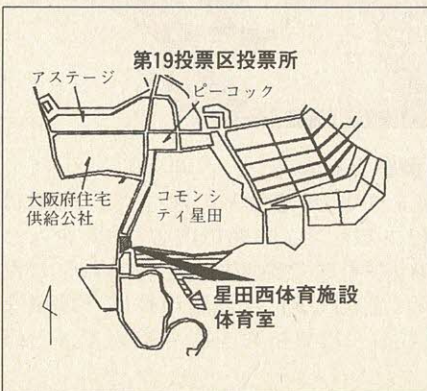 第19投票区投票所
アステージ
ピーコック
大阪府住宅
供給公社
コモンシ
ティ星田
星田西体育施設
体育室